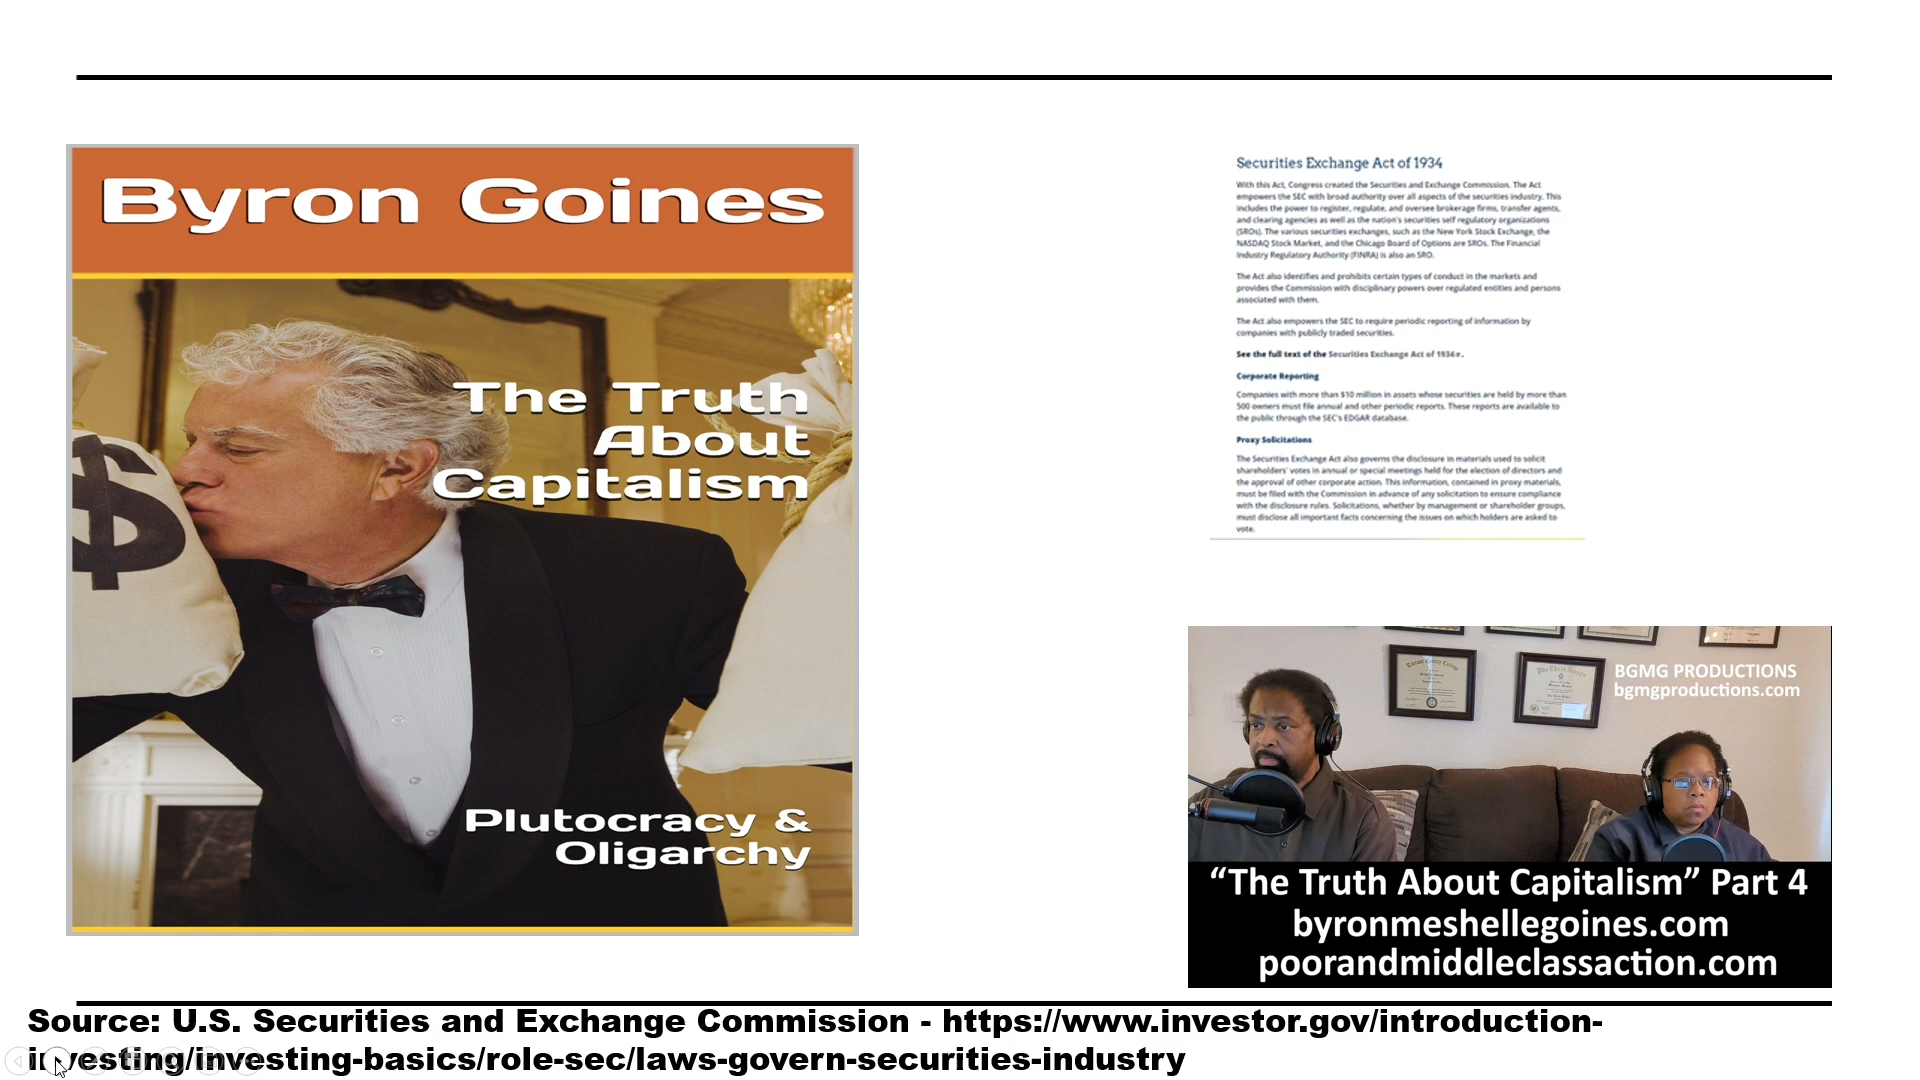 Byron Goines
The Truth
About
Capitalism
Plutocracy &
Oligarchy
$
Securities Exchange Act of 1934
With this Act, Congress created the Securities and Exchange Commission. The Act
empowers the SEC with broad authority over all aspects of the securities industry. This
includes the power to register, regulate, and oversee brokerage firms, transfer agents,
and clearing agencies as well as the nation's securities self regulatory organizations
(SROs). The various securities exchanges, such as the New York Stock Exchange, the
NASDAQ Stock Market, and the Chicago Board of Options are SROs. The Financial
Industry Regulatory Authority (FINRA) is also an SRO.
The Act also identifies and prohibits certain types of conduct in the markets and
provides the Commission with disciplinary powers over regulated entities and persons
associated with them.
The Act also empowers the SEC to require periodic reporting of information by
companies with publicly traded securities.
See the full text of the Securities Exchange Act of 1934.
Corporate Reporting
Companies with more than $10 million in assets whose securities are held by more than
500 owners must file annual and other periodic reports. These reports are available to
the public through the SEC's EDGAR database.
Proxy Solicitations
The Securities Exchange Act also governs the disclosure in materials used to solicit
shareholders' votes in annual or special meetings held for the election of directors and
the approval of other corporate action. This information, contained in proxy materials,
must be filed with the Commission in advance of any solicitation to ensure compliance
with the disclosure rules. Solicitations, whether by management or shareholder groups,
must disclose all important facts concerning the issues on which holders are asked to
vote.
Tarrant County College
Phi Theta Kappa
BGMG PRODUCTIONS
bgmgproductions.com
“The Truth About Capitalism” Part 4
byronmeshellegoines.com
poorandmiddleclassaction.com
Source: U.S. Securities and Exchange Commission - https://www.investor.gov/introduction-
investing/investing-basics/role-sec/laws-govern-securities-industry